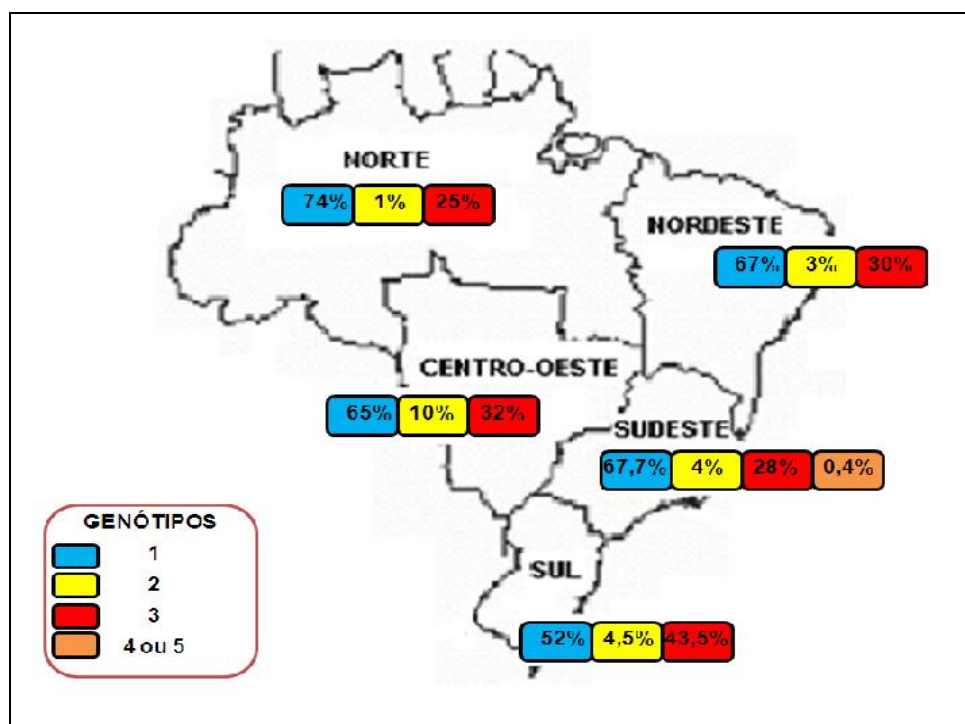 NORTE
74% 1% 25%
NORDESTE
67% 3% 30%
CENTRO-OESTE
65% 10% 32%
SUDESTE
67,7% 4% 28% 0,4%
GENÓTIPOS
1
2
3
4 ou 5
SUL
52% 4,5% 43,5%